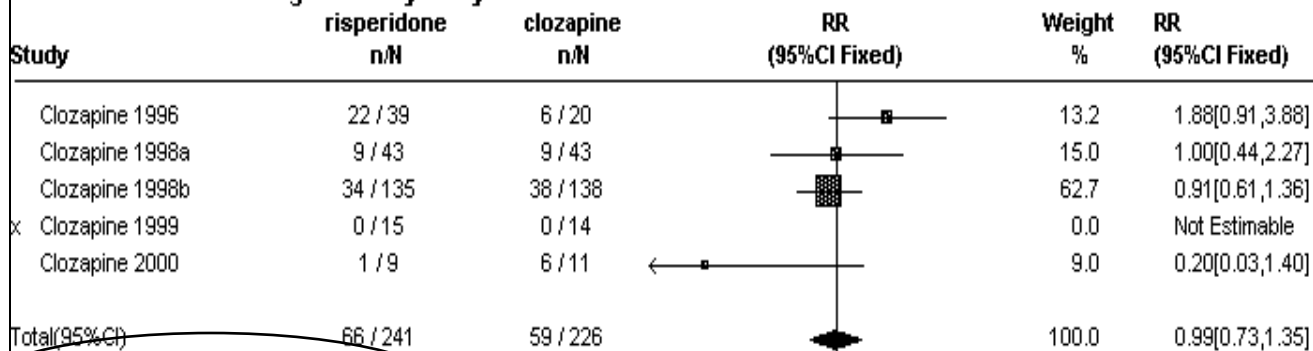 risperidone clozapine RR Weight RR
Study n/N n/N (95%CI Fixed) % (95%CI Fixed)
Clozapine 1996 22 / 39 6 / 20 13.2 1.88[0.91,3.88]
Clozapine 1998a 9 / 43 9 / 43 15.0 1.00[0.44,2.27]
Clozapine 1998b 34 / 135 38 / 138 62.7 0.91[0.61,1.36]
x Clozapine 1999 0 / 15 0 / 14 0.0 Not Estimable
Clozapine 2000 1 / 9 6 / 11 9.0 0.20[0.03,1.40]
Total(95%CI) 66 / 241 59 / 226 100.0 0.99[0.73,1.35]